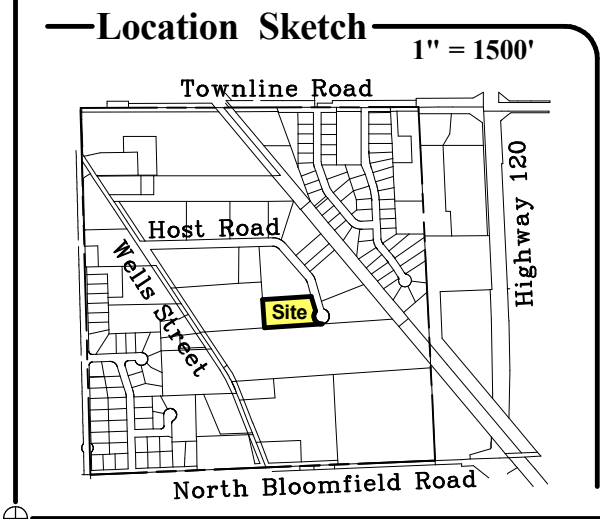 Location Sketch
1" = 1500'
Townline Road
Highway 120
Host Road
Wells Street
Site
North Bloomfield Road